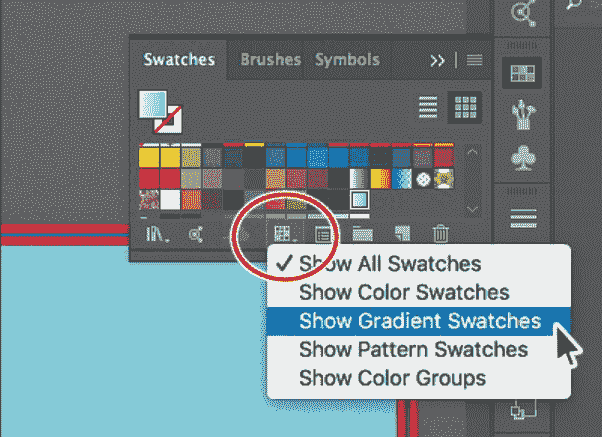 Swatches Brushes Symbols
Show All Swatches
Show Color Swatches
Show Gradient Swatches
Show Pattern Swatches
Show Color Groups